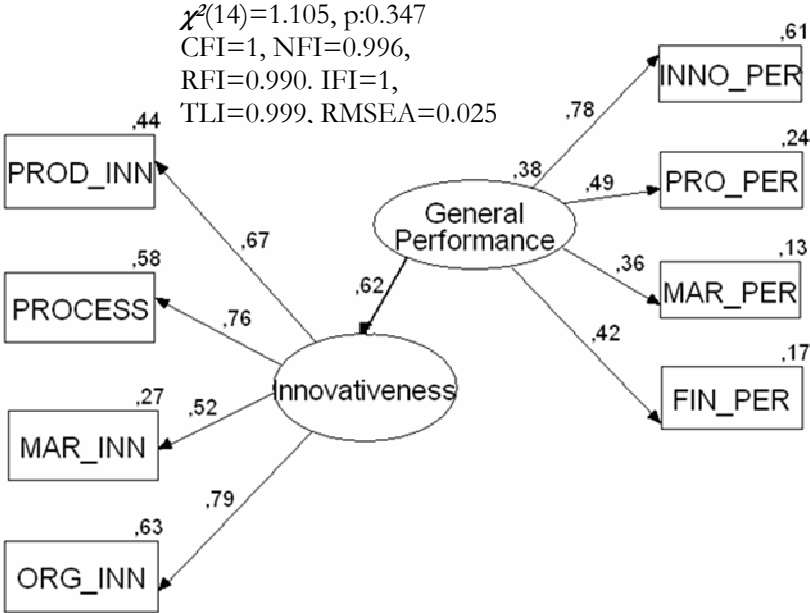 χ²(14)=1.105, p:0.347
CFI=1, NFI=0.996,
RFI=0.990. IFI=1,
TLI=0.999, RMSEA=0.025
,61
INNO_PER
,78
,44
PROD_INN
,38
,49
,24
PRO_PER
General
Performance
,67
,36
,13
MAR_PER
,58
PROCESS
,62
,76
,42
,17
FIN_PER
Innovativeness
,27
MAR_INN
,52
,79
,63
ORG_INN